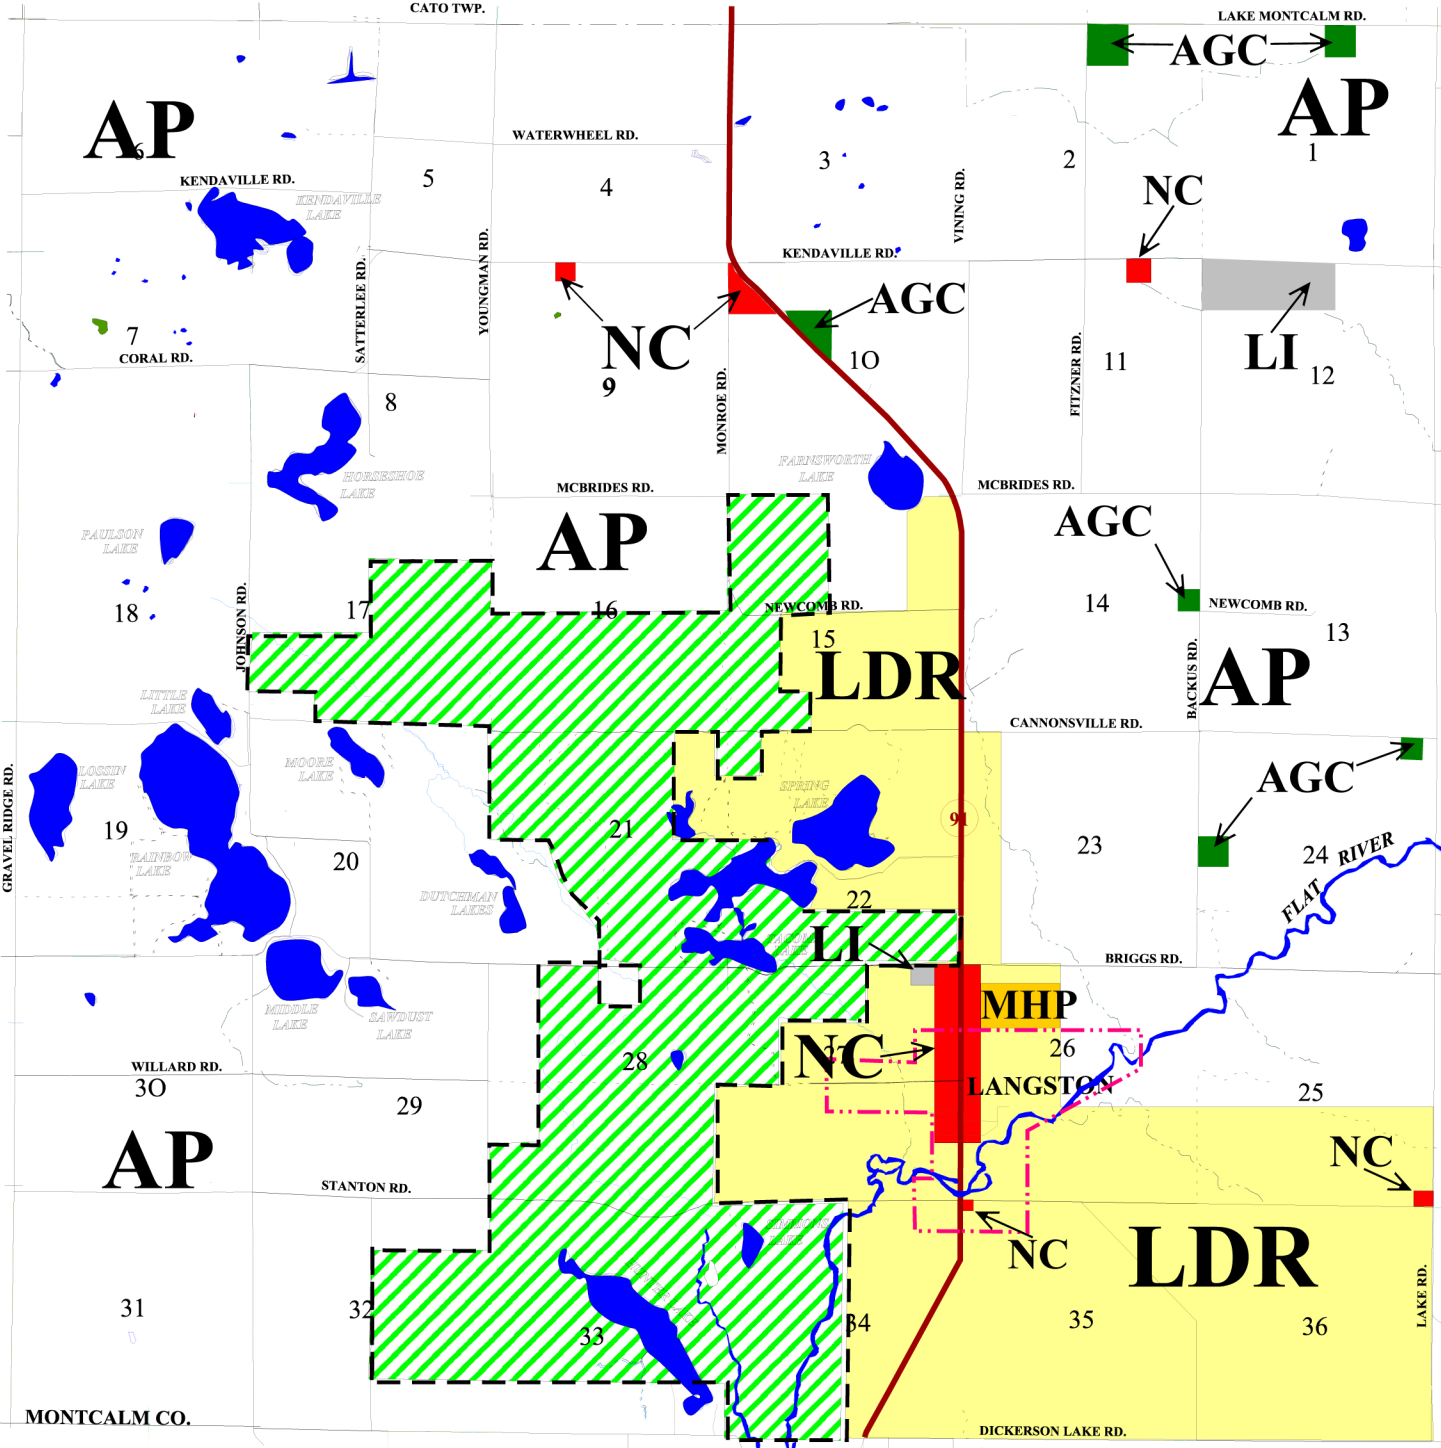 CATO TWP.
LAKE MONTCALM RD.
AGC
AP
AP
6
WATERWHEEL RD.
3
2
1
KENDAVILLE RD.
5
4
NC
KENDAVILLE
LAKE
VINING RD.
YOUNGMAN RD.
SATTERLEE RD.
KENDAVILLE RD.
AGC
7
CORAL RD.
NC
9
10
FITZNER RD.
11
LI
12
8
MONROE RD.
HORSESHOE
LAKE
FARNSWORTH
LAKE
MCBRIDES RD.
MCBRIDES RD.
AP
AGC
PAULSON
LAKE
18
JOHNSON RD.
17
16
NEWCOMB RD.
15
14
NEWCOMB RD.
13
LDR
BACKUS RD.
AP
LITTLE
LAKE
CANNONSVILLE RD.
MOORE
LAKE
LOSSIN
LAKE
GRAVEL RIDGE RD.
SPRING
LAKE
AGC
19
21
91
23
24
FLAT RIVER
RAINBOW
LAKE
20
DUTCHMAN
LAKES
22
TACOMA
LAKE
LI
BRIGGS RD.
MIDDLE
LAKE
SAWDUST
LAKE
MHP
28
27
NC
26
WILLARD RD.
30
29
LANGSTON
25
AP
NC
STANTON RD.
SIMMONS
LAKE
NC
LDR
LAKE RD.
31
32
33
34
35
36
MONTCALM CO.
DICKERSON LAKE RD.